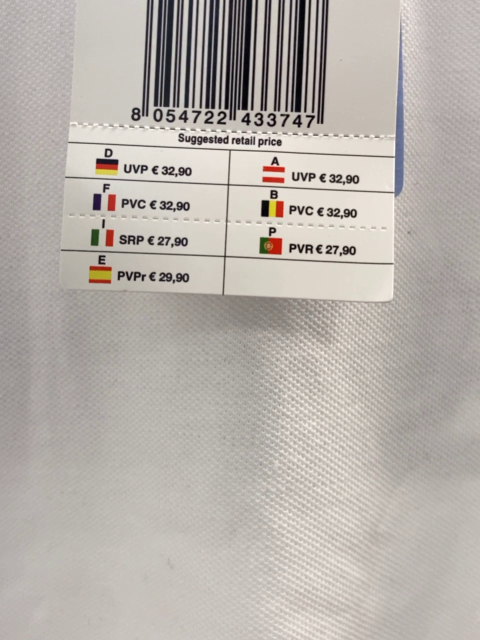 8 054722 433747
Suggested retail price
D
UVP € 32,90
A
UVP € 32,90
F
PVC € 32,90
B
PVC € 32,90
I
SRP € 27,90
P
PVR € 27,90
E
PVPr € 29,90